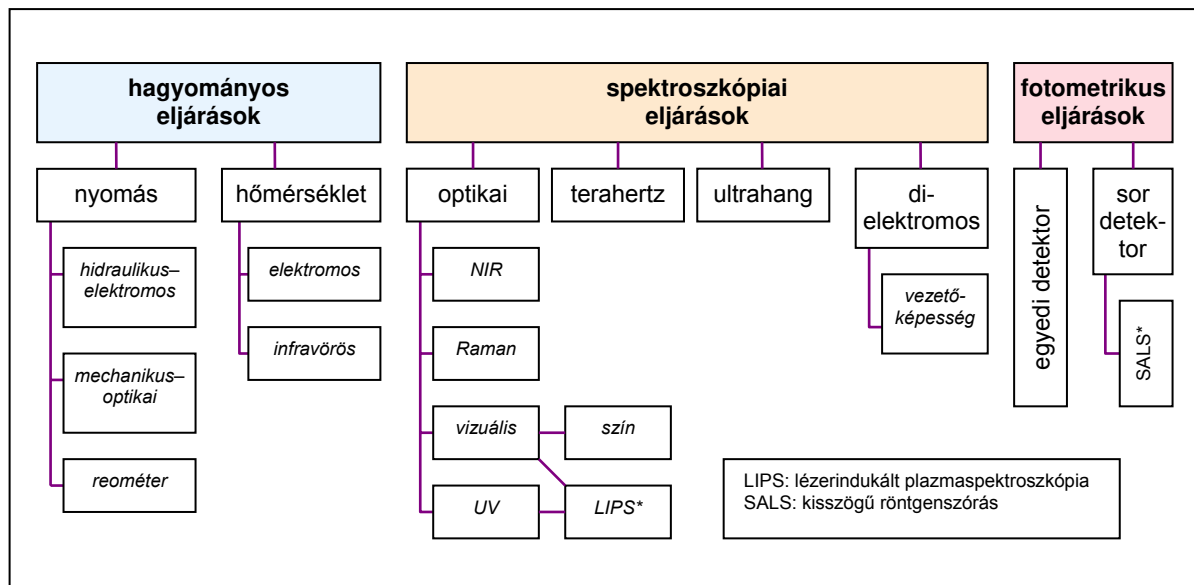 hagyományos
eljárások
spektroszkópiai
eljárások
fotometrikus
eljárások
nyomás
hőmérséklet
optikai
terahertz
ultrahang
di-
elektromos
egyedi detektor
sor
detek-
tor
hidraulikus–
elektromos
elektromos
NIR
vezető-
képesség
mechanikus–
optikai
infravörös
Raman
SALS*
vizuális
szín
reométer
UV
LIPS*
LIPS: lézerindukált plazmaspektroszkópia
SALS: kisszögű röntgenszórás